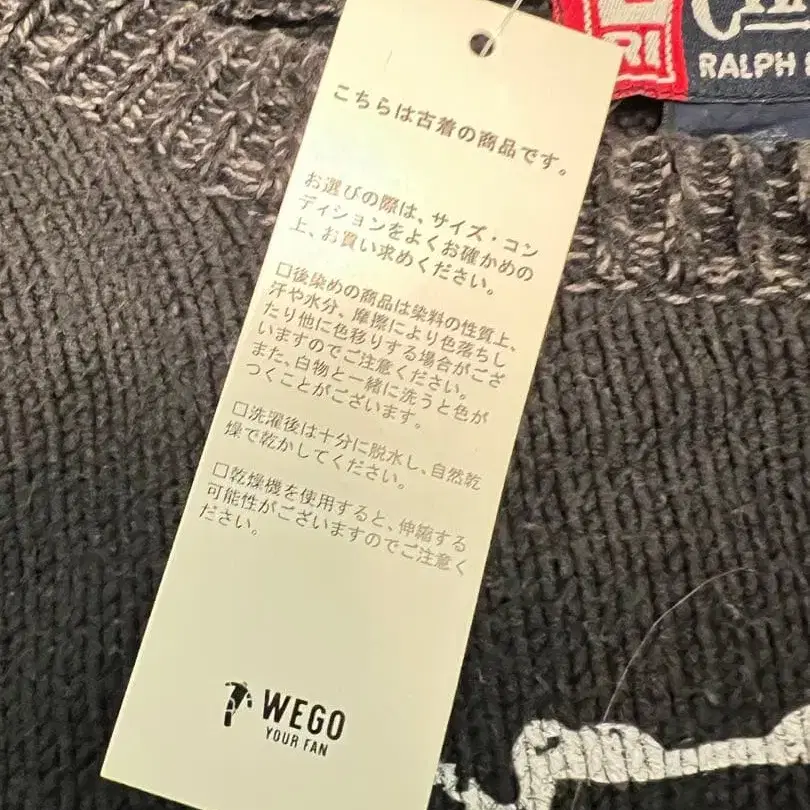 RI
RALPH
こちらは古着の商品です。
お選びの際は、サイズ・コン
ディションをよくお確かめの
上、お買い求めください。
□後染めの商品は染料の性質上、
汗や水分、摩擦により色落ちし
たり他に色移りする場合がござ
いますのでご注意ください。
また、白物と一緒に洗うと色が
つくことがございます。
□洗濯後は十分に脱水し、自然乾
燥で乾かしてください。
□乾燥機を使用すると、伸縮する
可能性がございますのでご注意く
ださい。
WEGO
YOUR FAN